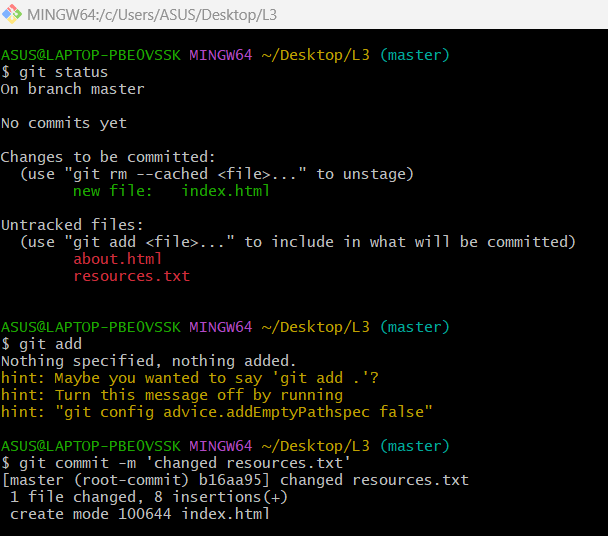 MINGW64:/c/Users/ASUS/Desktop/L3
ASUS@LAPTOP-PBE0VSSK MINGW64 ~/Desktop/L3 (master)
$ git status
On branch master
No commits yet
Changes to be committed:
  (use "git rm --cached <file>..." to unstage)
        new file:   index.html
Untracked files:
  (use "git add <file>..." to include in what will be committed)
        about.html
        resources.txt
ASUS@LAPTOP-PBE0VSSK MINGW64 ~/Desktop/L3 (master)
$ git add
Nothing specified, nothing added.
hint: Maybe you wanted to say 'git add .'?
hint: Turn this message off by running
hint: "git config advice.addEmptyPathspec false"
ASUS@LAPTOP-PBE0VSSK MINGW64 ~/Desktop/L3 (master)
$ git commit -m 'changed resources.txt'
[master (root-commit) b16aa95] changed resources.txt
 1 file changed, 8 insertions(+)
 create mode 100644 index.html